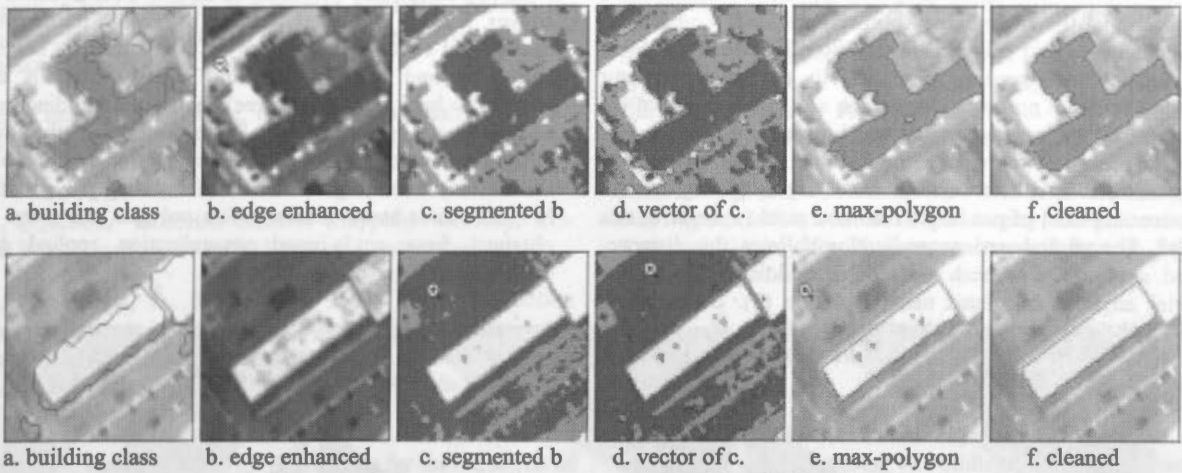 a. building class b. edge enhanced c. segmented b d. vector of c. e. max-polygon f. cleaned
a. building class b. edge enhanced c. segmented b d. vector of c. e. max-polygon f. cleaned